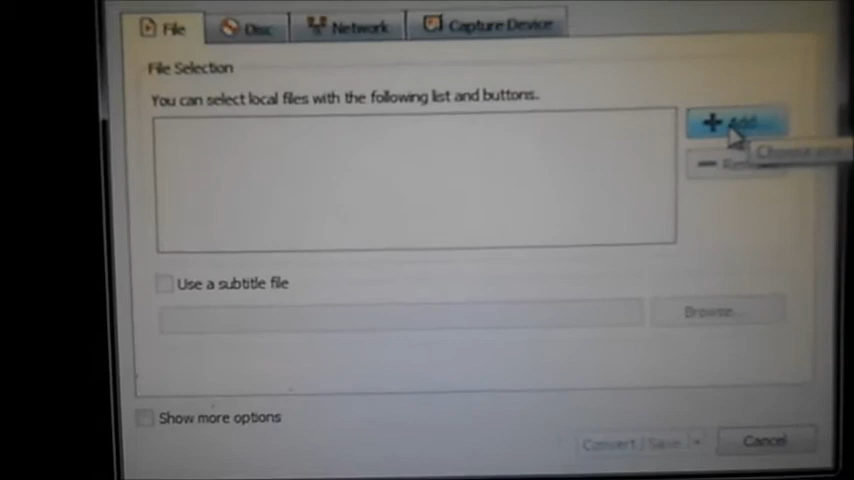 File Disc Network Capture Device
File Selection
You can select local files with the following list and buttons.
Add...
Use a subtitle file
Browse...
Show more options
Convert / Save
Cancel